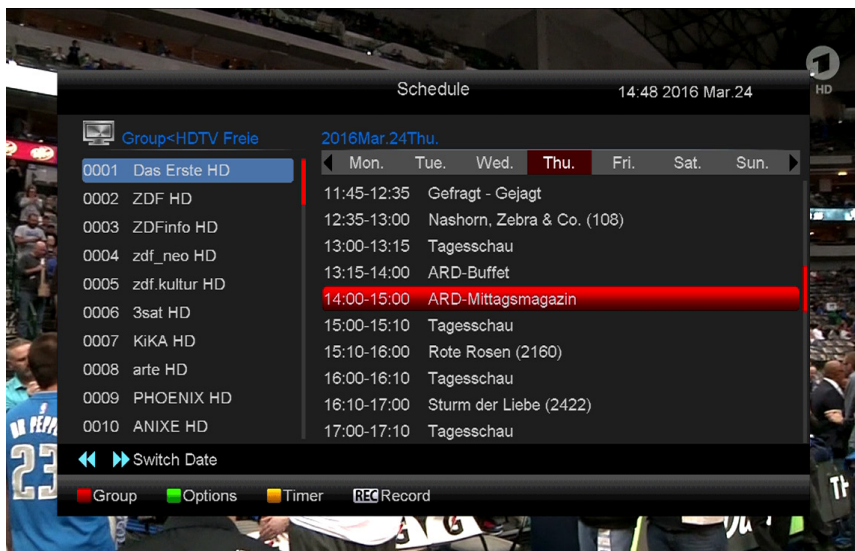 1
HD
Schedule
14:48 2016 Mar.24
Group<HDTV Freie
2016Mar.24Thu.
Mon. Tue. Wed. Thu. Fri. Sat. Sun.
0001 Das Erste HD
0002 ZDF HD
0003 ZDFinfo HD
0004 zdf_neo HD
0005 zdf.kultur HD
0006 3sat HD
0007 KiKA HD
0008 arte HD
0009 PHOENIX HD
0010 ANIXE HD
11:45-12:35 Gefragt - Gejagt
12:35-13:00 Nashorn, Zebra & Co. (108)
13:00-13:15 Tagesschau
13:15-14:00 ARD-Buffet
14:00-15:00 ARD-Mittagsmagazin
15:00-15:10 Tagesschau
15:10-16:00 Rote Rosen (2160)
16:00-16:10 Tagesschau
16:10-17:00 Sturm der Liebe (2422)
17:00-17:10 Tagesschau
Switch Date
Group Options Timer REC Record
23